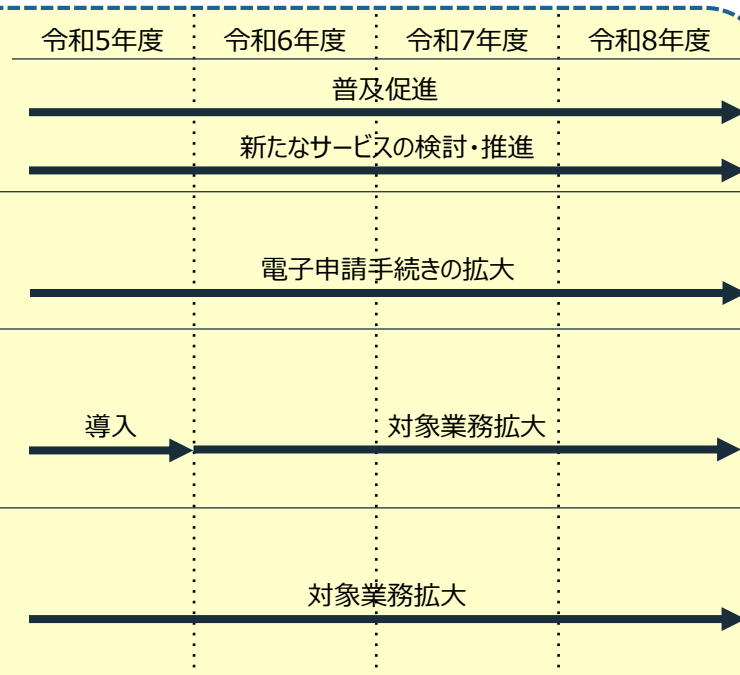 令和5年度 令和6年度 令和7年度 令和8年度
普及促進
新たなサービスの検討・推進
電子申請手続きの拡大
導入 対象業務拡大
対象業務拡大